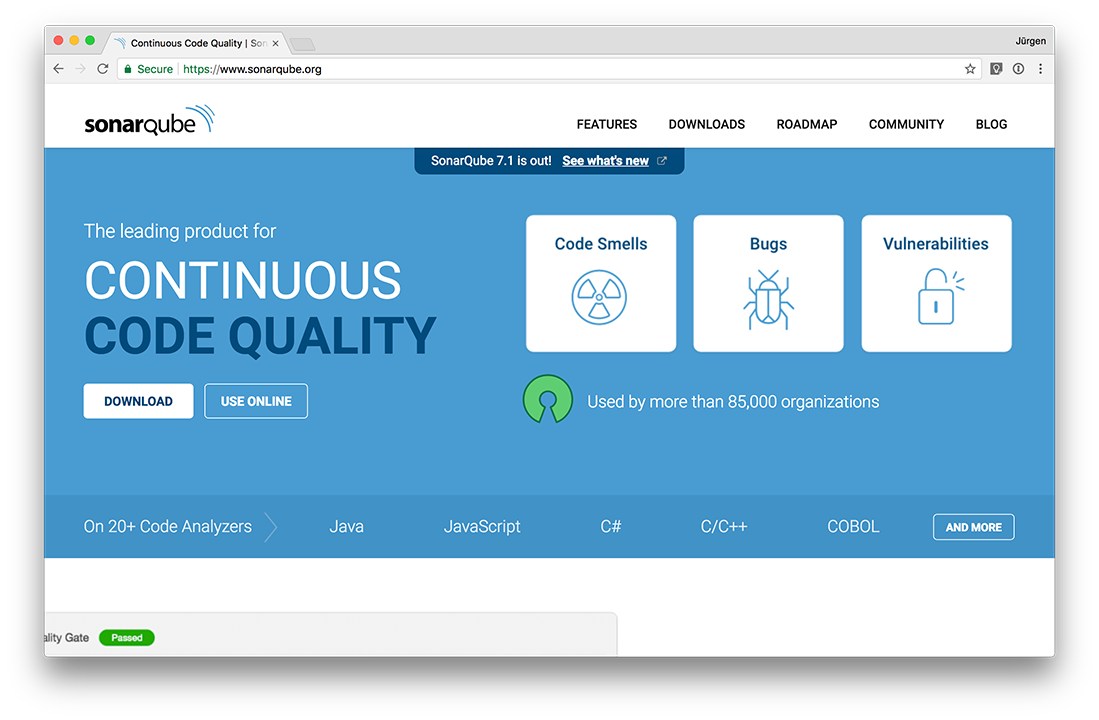 Continuous Code Quality | Son
Jürgen
Secure
https://www.sonarqube.org
sonarqube
FEATURES
DOWNLOADS
ROADMAP
COMMUNITY
BLOG
SonarQube 7.1 is out! See what's new
The leading product for
CONTINUOUS
CODE QUALITY
DOWNLOAD
USE ONLINE
Code Smells
Bugs
Vulnerabilities
Used by more than 85,000 organizations
On 20+ Code Analyzers
Java
JavaScript
C#
C/C++
COBOL
AND MORE
ality Gate
Passed